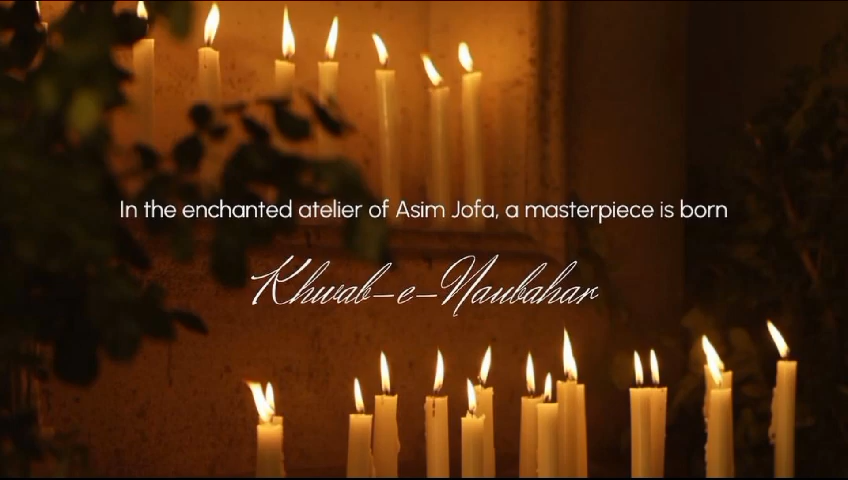 In the enchanted atelier of Asim Jofa, a masterpiece is born
Khwab-e-Naubahar